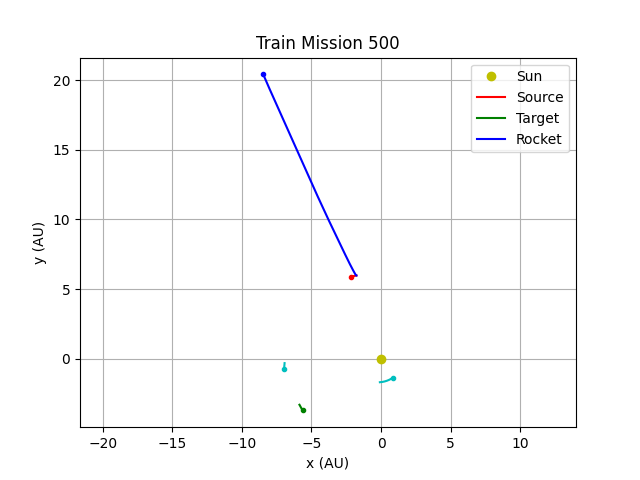 Train Mission 500
Sun
Source
Target
Rocket
20
15
10
5
0
y (AU)
−20
−15
−10
−5
0
5
10
x (AU)